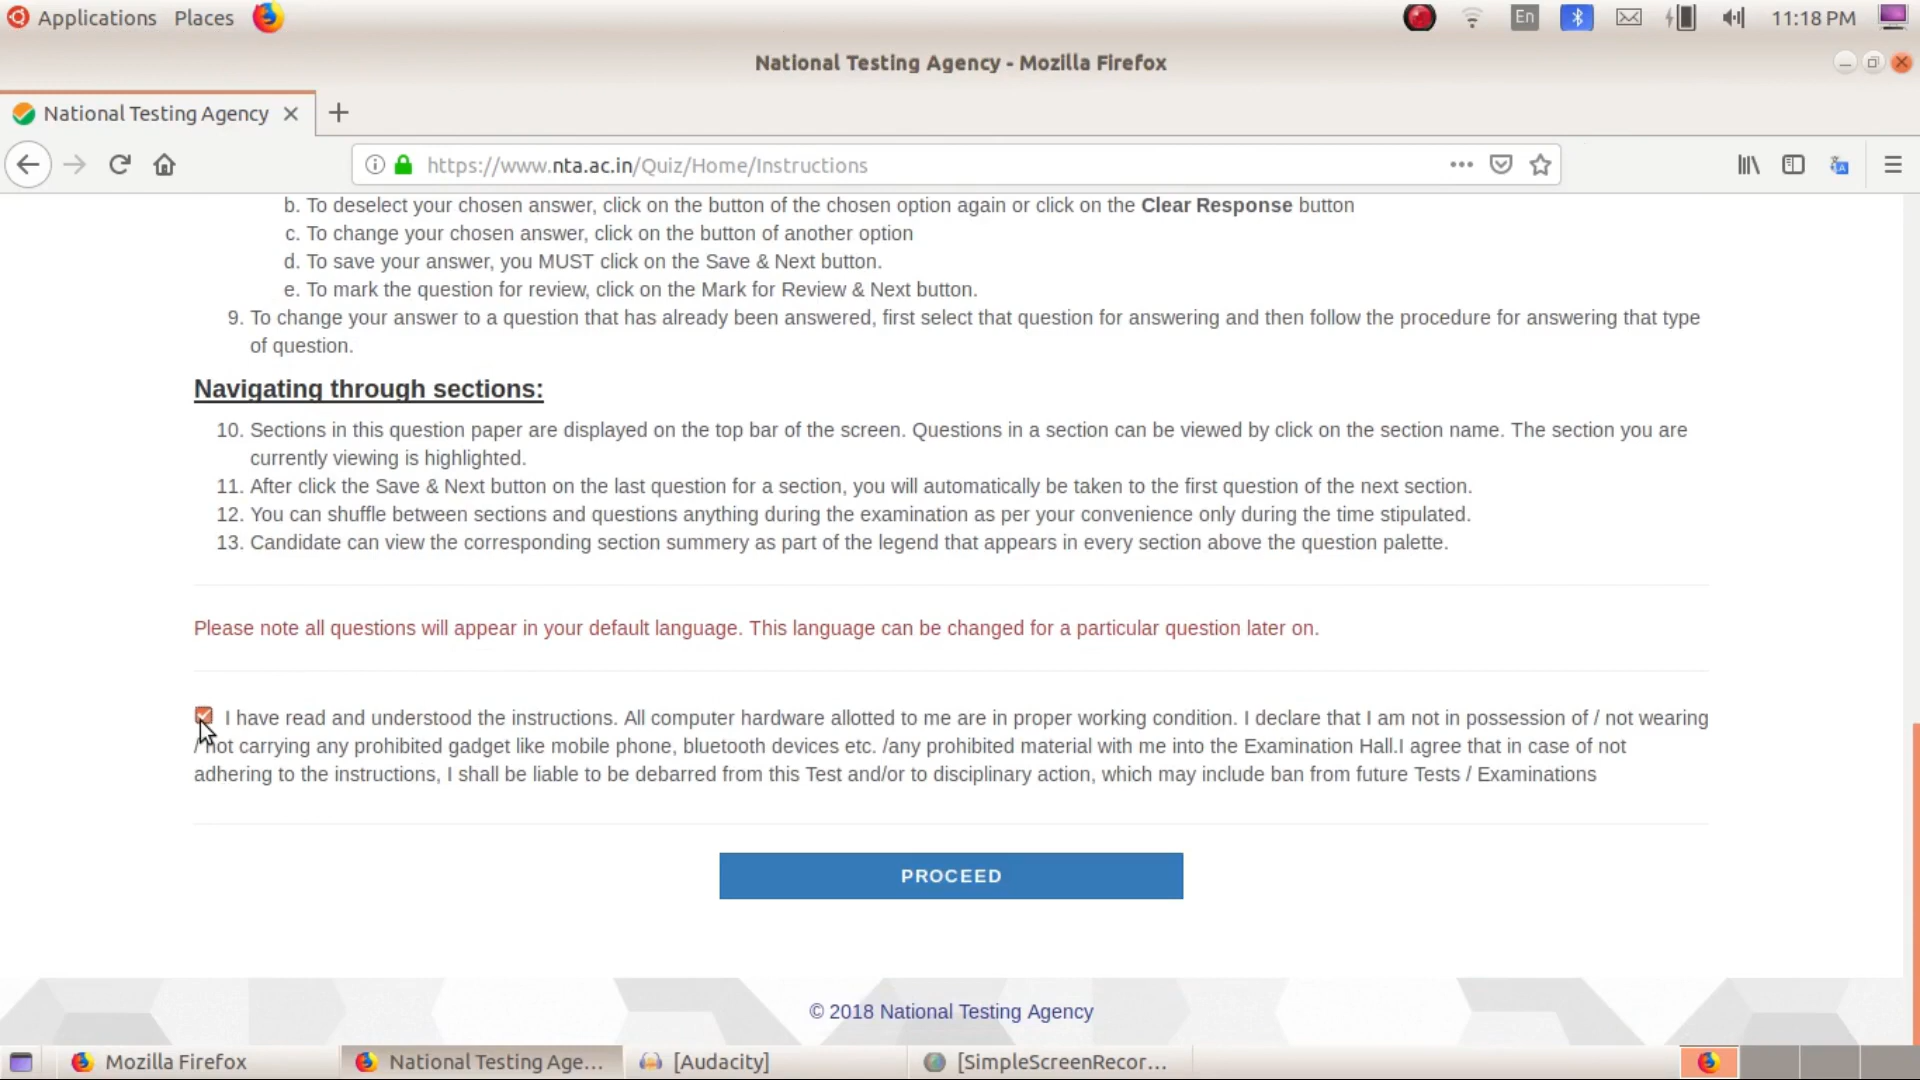 Applications Places
En
11:18 PM
National Testing Agency - Mozilla Firefox
National Testing Agency
https://www.nta.ac.in/Quiz/Home/Instructions
b. To deselect your chosen answer, click on the button of the chosen option again or click on the Clear Response button
c. To change your chosen answer, click on the button of another option
d. To save your answer, you MUST click on the Save & Next button.
e. To mark the question for review, click on the Mark for Review & Next button.
9. To change your answer to a question that has already been answered, first select that question for answering and then follow the procedure for answering that type
of question.
Navigating through sections:
10. Sections in this question paper are displayed on the top bar of the screen. Questions in a section can be viewed by click on the section name. The section you are
currently viewing is highlighted.
11. After click the Save & Next button on the last question for a section, you will automatically be taken to the first question of the next section.
12. You can shuffle between sections and questions anything during the examination as per your convenience only during the time stipulated.
13. Candidate can view the corresponding section summery as part of the legend that appears in every section above the question palette.
Please note all questions will appear in your default language. This language can be changed for a particular question later on.
I have read and understood the instructions. All computer hardware allotted to me are in proper working condition. I declare that I am not in possession of / not wearing
/ not carrying any prohibited gadget like mobile phone, bluetooth devices etc. /any prohibited material with me into the Examination Hall.I agree that in case of not
adhering to the instructions, I shall be liable to be debarred from this Test and/or to disciplinary action, which may include ban from future Tests / Examinations
PROCEED
© 2018 National Testing Agency
Mozilla Firefox
National Testing Age...
[Audacity]
[SimpleScreenRecor...